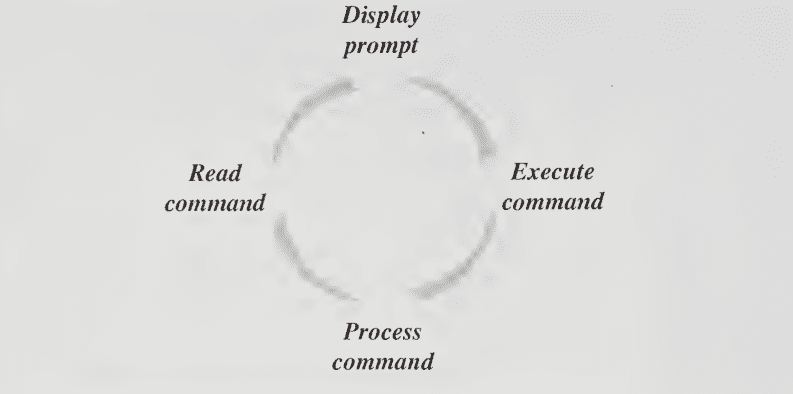 Display
prompt
Read
command
Execute
command
Process
command